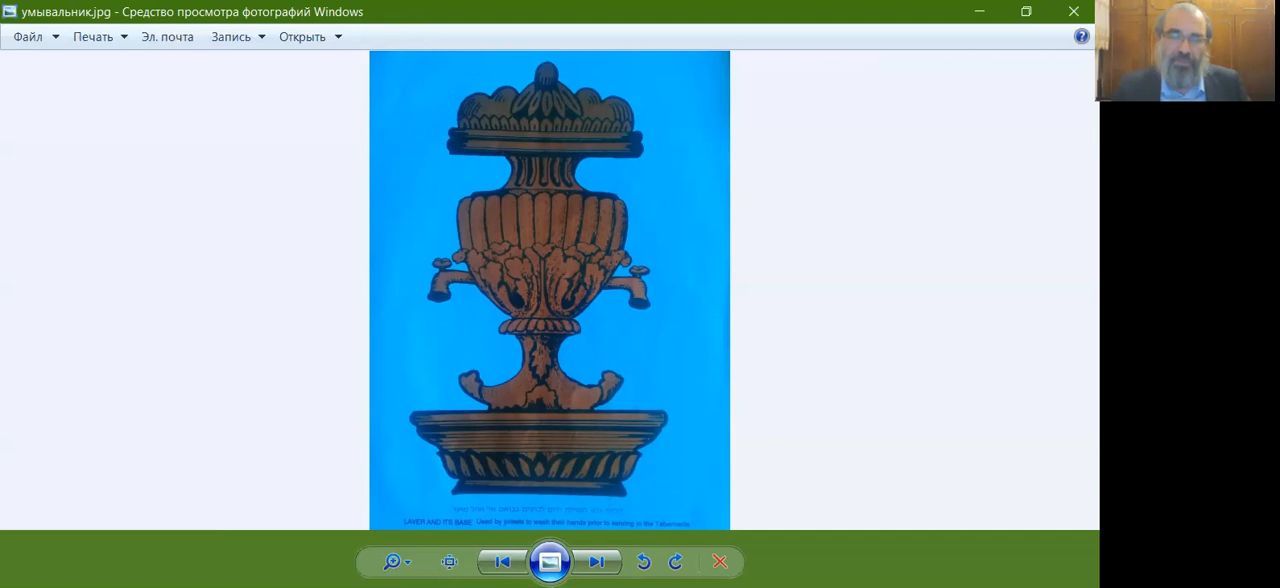 умывальник.jpg - Средство просмотра фотографий Windows
Файл Печать Эл. почта Запись Открыть
LAVER AND ITS BASE Used by priests to wash their hands prior to serving in the Tabernacle